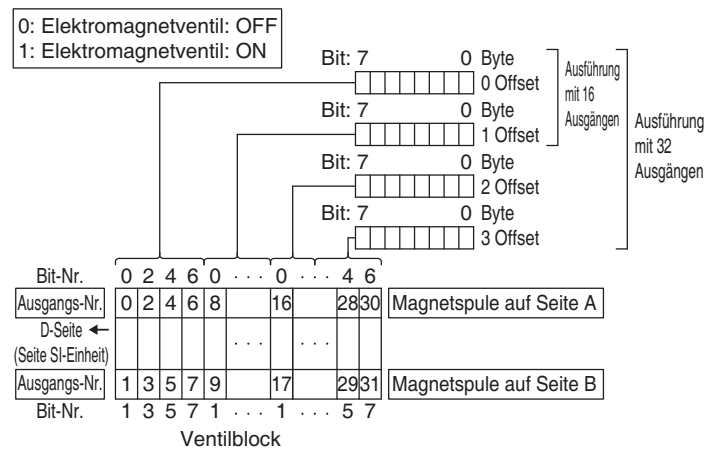 0: Elektromagnetventil: OFF
1: Elektromagnetventil: ON
Bit: 7 0 Byte
0 Offset
Bit: 7 0 Byte
1 Offset
Bit: 7 0 Byte
2 Offset
Bit: 7 0 Byte
3 Offset
Ausführung
mit 16
Ausgängen
Ausführung
mit 32
Ausgängen
Bit-Nr. 0 2 4 6 0 · · · 0 · · · 4 6
Ausgangs-Nr. 0 2 4 6 8 16 28 30 Magnetspule auf Seite A
D-Seite ←
(Seite SI-Einheit)
· · · · · ·
Ausgangs-Nr. 1 3 5 7 9 17 29 31 Magnetspule auf Seite B
Bit-Nr. 1 3 5 7 1 · · · 1 · · · 5 7
Ventilblock